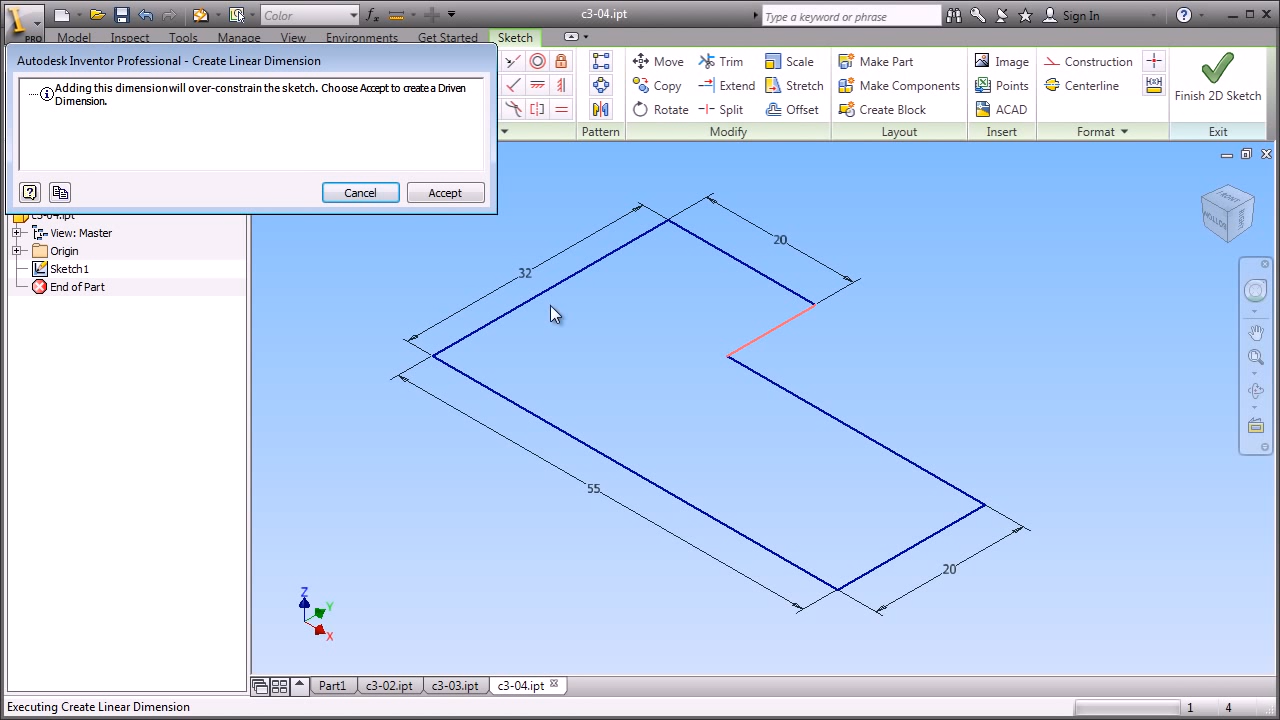 Color
c3-04.ipt
Type a keyword or phrase
Sign In
PRO
Model Inspect Tools Manage View Environments Get Started Sketch
Autodesk Inventor Professional - Create Linear Dimension
Adding this dimension will over-constrain the sketch. Choose Accept to create a Driven
Dimension.
Cancel
Accept
Move Trim Scale Make Part Image Construction
Copy Extend Stretch Make Components Points Centerline
Rotate Split Offset Create Block ACAD
Finish 2D Sketch
Pattern Modify Layout Insert Format Exit
c3-04.ipt
View: Master
Origin
Sketch1
End of Part
FRONT
BOTTOM
20
32
55
20
Z
Y
X
Part1 c3-02.ipt c3-03.ipt c3-04.ipt
Executing Create Linear Dimension
1 4